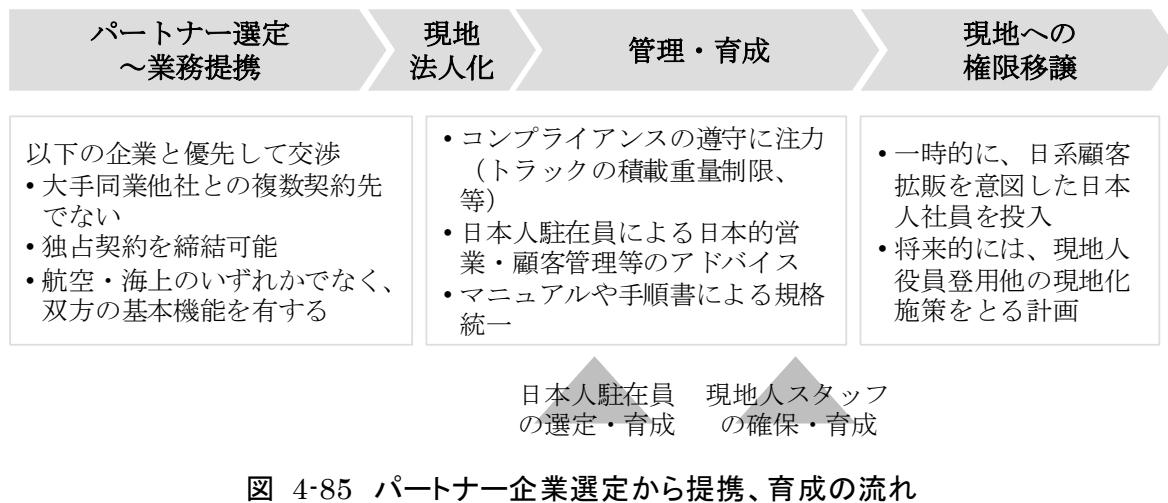 パートナー選定
～業務提携
現地
法人化
管理・育成
現地への
権限移譲
以下の企業と優先して交渉
• 大手同業他社との複数契約先
でない
• 独占契約を締結可能
• 航空・海上のいずれかでなく、
双方の基本機能を有する
• コンプライアンスの遵守に注力
（トラックの積載重量制限、
等）
• 日本人駐在員による日本的営
業・顧客管理等のアドバイス
• マニュアルや手順書による規格
統一
• 一時的に、日系顧客
拡販を意図した日本
人社員を投入
• 将来的には、現地人
役員登用他の現地化
施策をとる計画
日本人駐在員
の選定・育成
現地人スタッフ
の確保・育成
図 4-85 パートナー企業選定から提携、育成の流れ